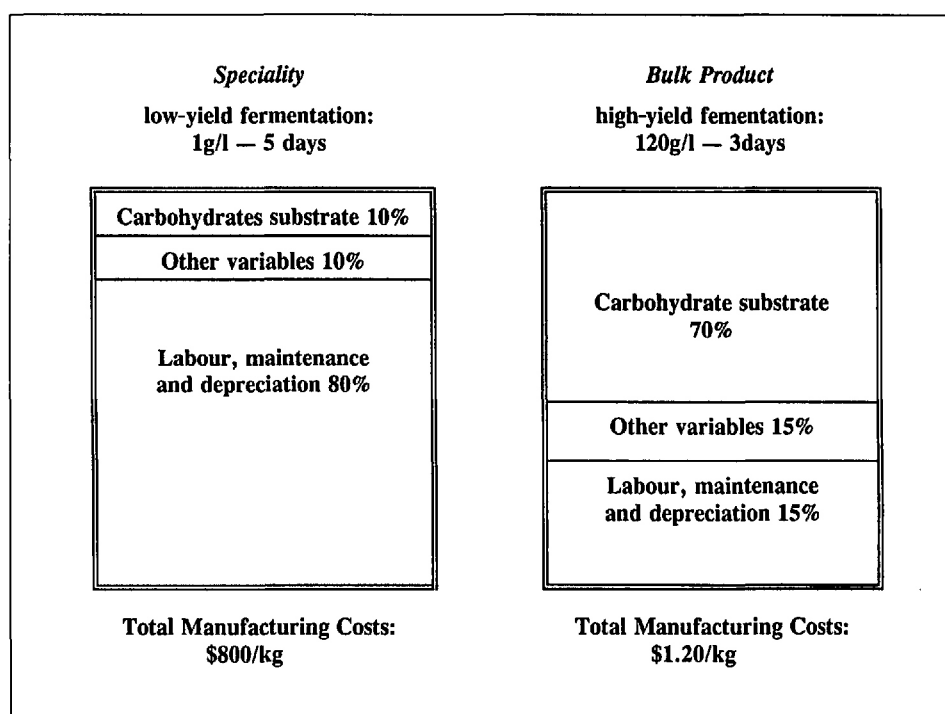 Speciality
low-yield fermentation:
1g/l — 5 days
Carbohydrates substrate 10%
Other variables 10%
Labour, maintenance
and depreciation 80%
Total Manufacturing Costs:
$800/kg
Bulk Product
high-yield fementation:
120g/l — 3days
Carbohydrate substrate
70%
Other variables 15%
Labour, maintenance
and depreciation 15%
Total Manufacturing Costs:
$1.20/kg